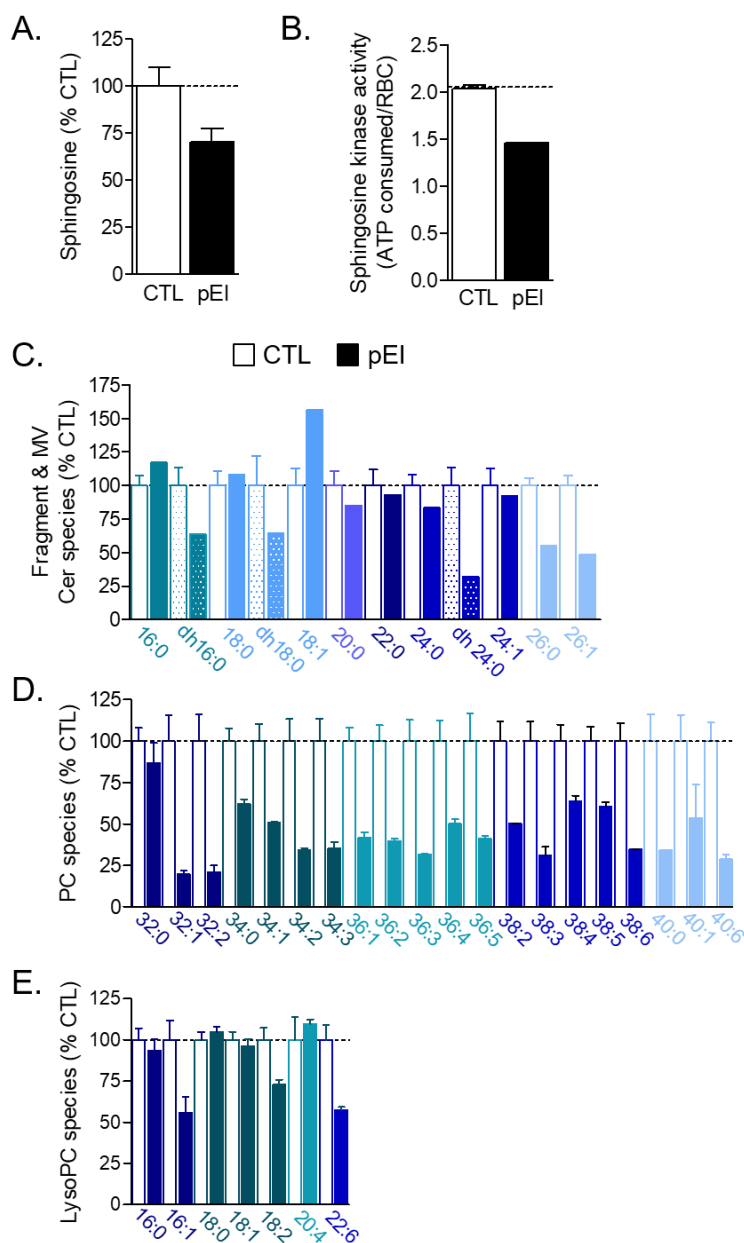 A.
Sphingosine (% CTL)
125
100
75
50
25
0
CTL pEI
B.
Sphingosine kinase activity
(ATP consumed/RBC)
2.5
2.0
1.5
1.0
0.5
0.0
CTL pEI
C.
CTL pEI
Fragment & MV
Cer species (% CTL)
175
150
125
100
75
50
25
0
16:0 dh16:0 18:0 dh18:0 18:1 20:0 22:0 24:0 dh 24:0 24:1 26:0 26:1
D.
PC species (% CTL)
125
100
75
50
25
0
32:0 32:1 32:2 34:0 34:1 34:2 34:3 36:1 36:2 36:3 36:4 36:5 38:2 38:3 38:4 38:5 38:6 40:0 40:1 40:6
E.
LysoPC species (% CTL)
125
100
75
50
25
0
16:0 16:1 18:0 18:1 18:2 20:4 22:6